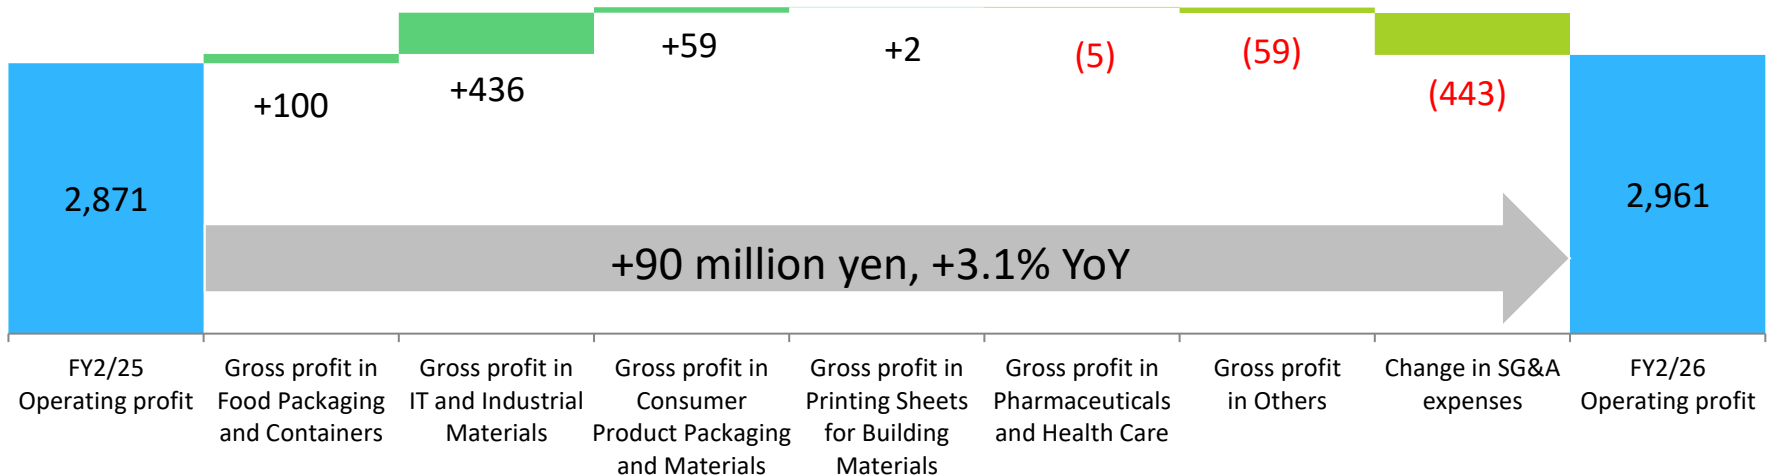 +100
+436
+59
+2
(5)
(59)
(443)
2,871
2,961
+90 million yen, +3.1% YoY
FY2/25
Operating profit
Gross profit in
Food Packaging
and Containers
Gross profit in
IT and Industrial
Materials
Gross profit in
Consumer
Product Packaging
and Materials
Gross profit in
Printing Sheets
for Building
Materials
Gross profit in
Pharmaceuticals
and Health Care
Gross profit
in Others
Change in SG&A
expenses
FY2/26
Operating profit